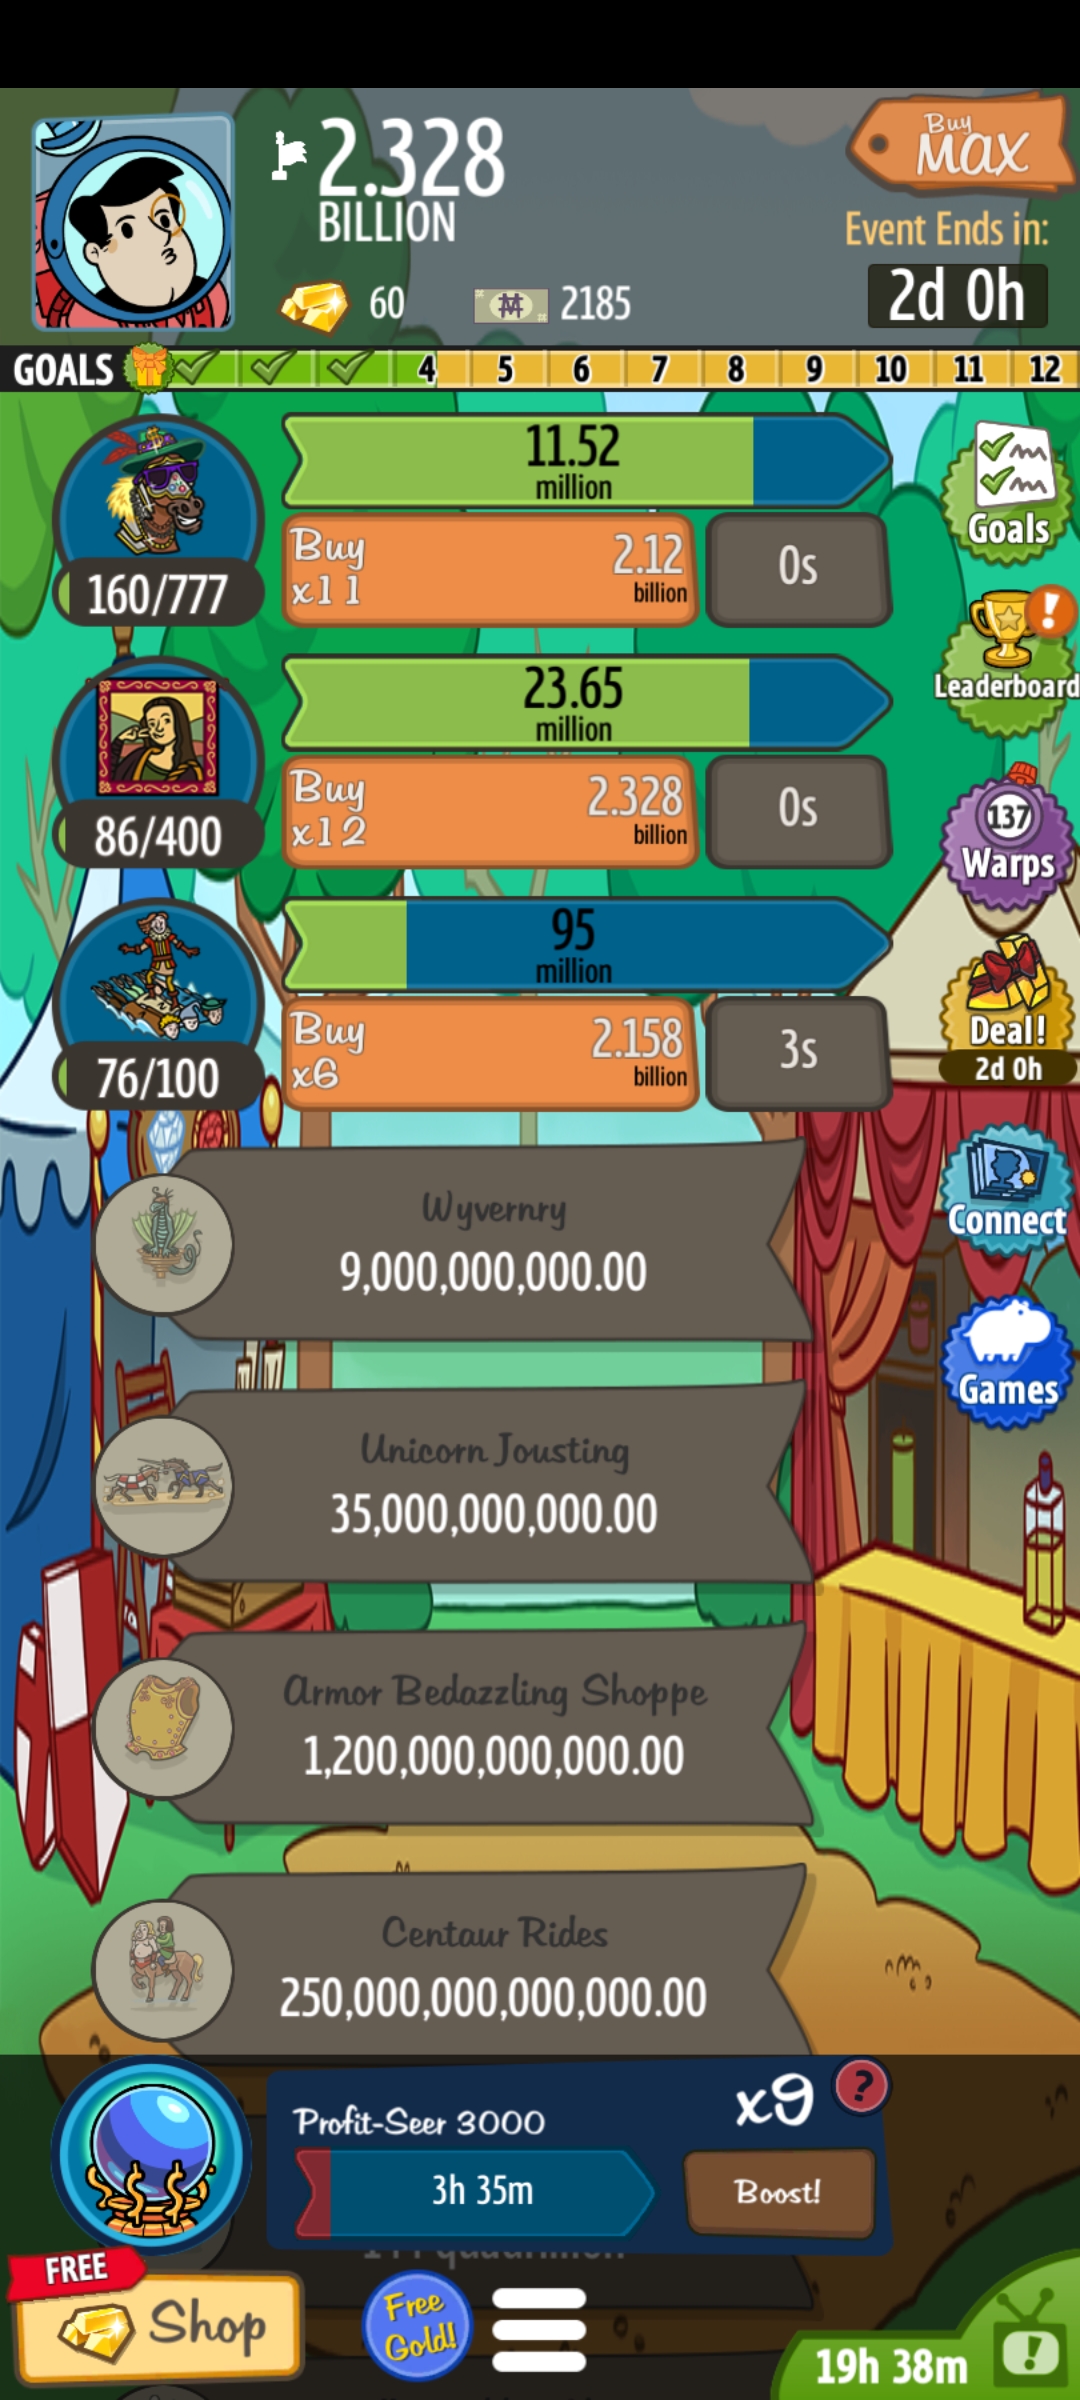 2.328
BILLION
Buy
MAX
Event Ends in:
60
2185
2d 0h
GOALS
4 5 6 7 8 9 10 11 12
11.52
million
Goals
Buy
x11
2.12
billion
0s
160/777
Leaderboard
23.65
million
Buy
x12
2.328
billion
0s
86/400
137
Warps
95
million
Buy
x6
2.158
billion
3s
76/100
Deal!
2d 0h
Wyvernry
9,000,000,000.00
Connect
Unicorn Jousting
35,000,000,000.00
Games
Armor Bedazzling Shoppe
1,200,000,000,000.00
Centaur Rides
250,000,000,000,000.00
Profit-Seer 3000
x9
?
3h 35m
Boost!
FREE
Shop
Free
Gold!
19h 38m